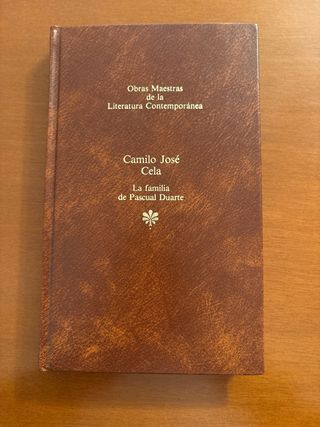 Obras Maestras
de la
Literatura Contemporánea
Camilo José
Cela
La familia
de Pascual Duarte